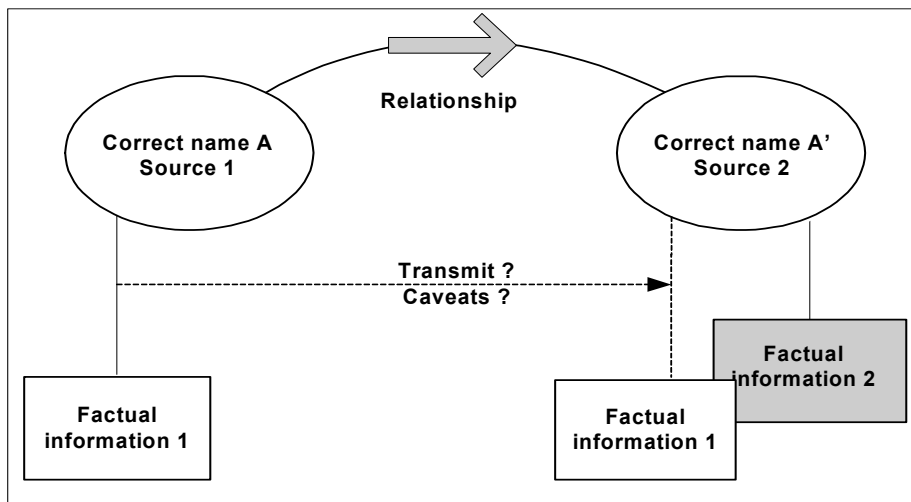 Relationship
Correct name A
Source 1
Correct name A’
Source 2
Transmit ?
Caveats ?
Factual
information 2
Factual
information 1
Factual
information 1